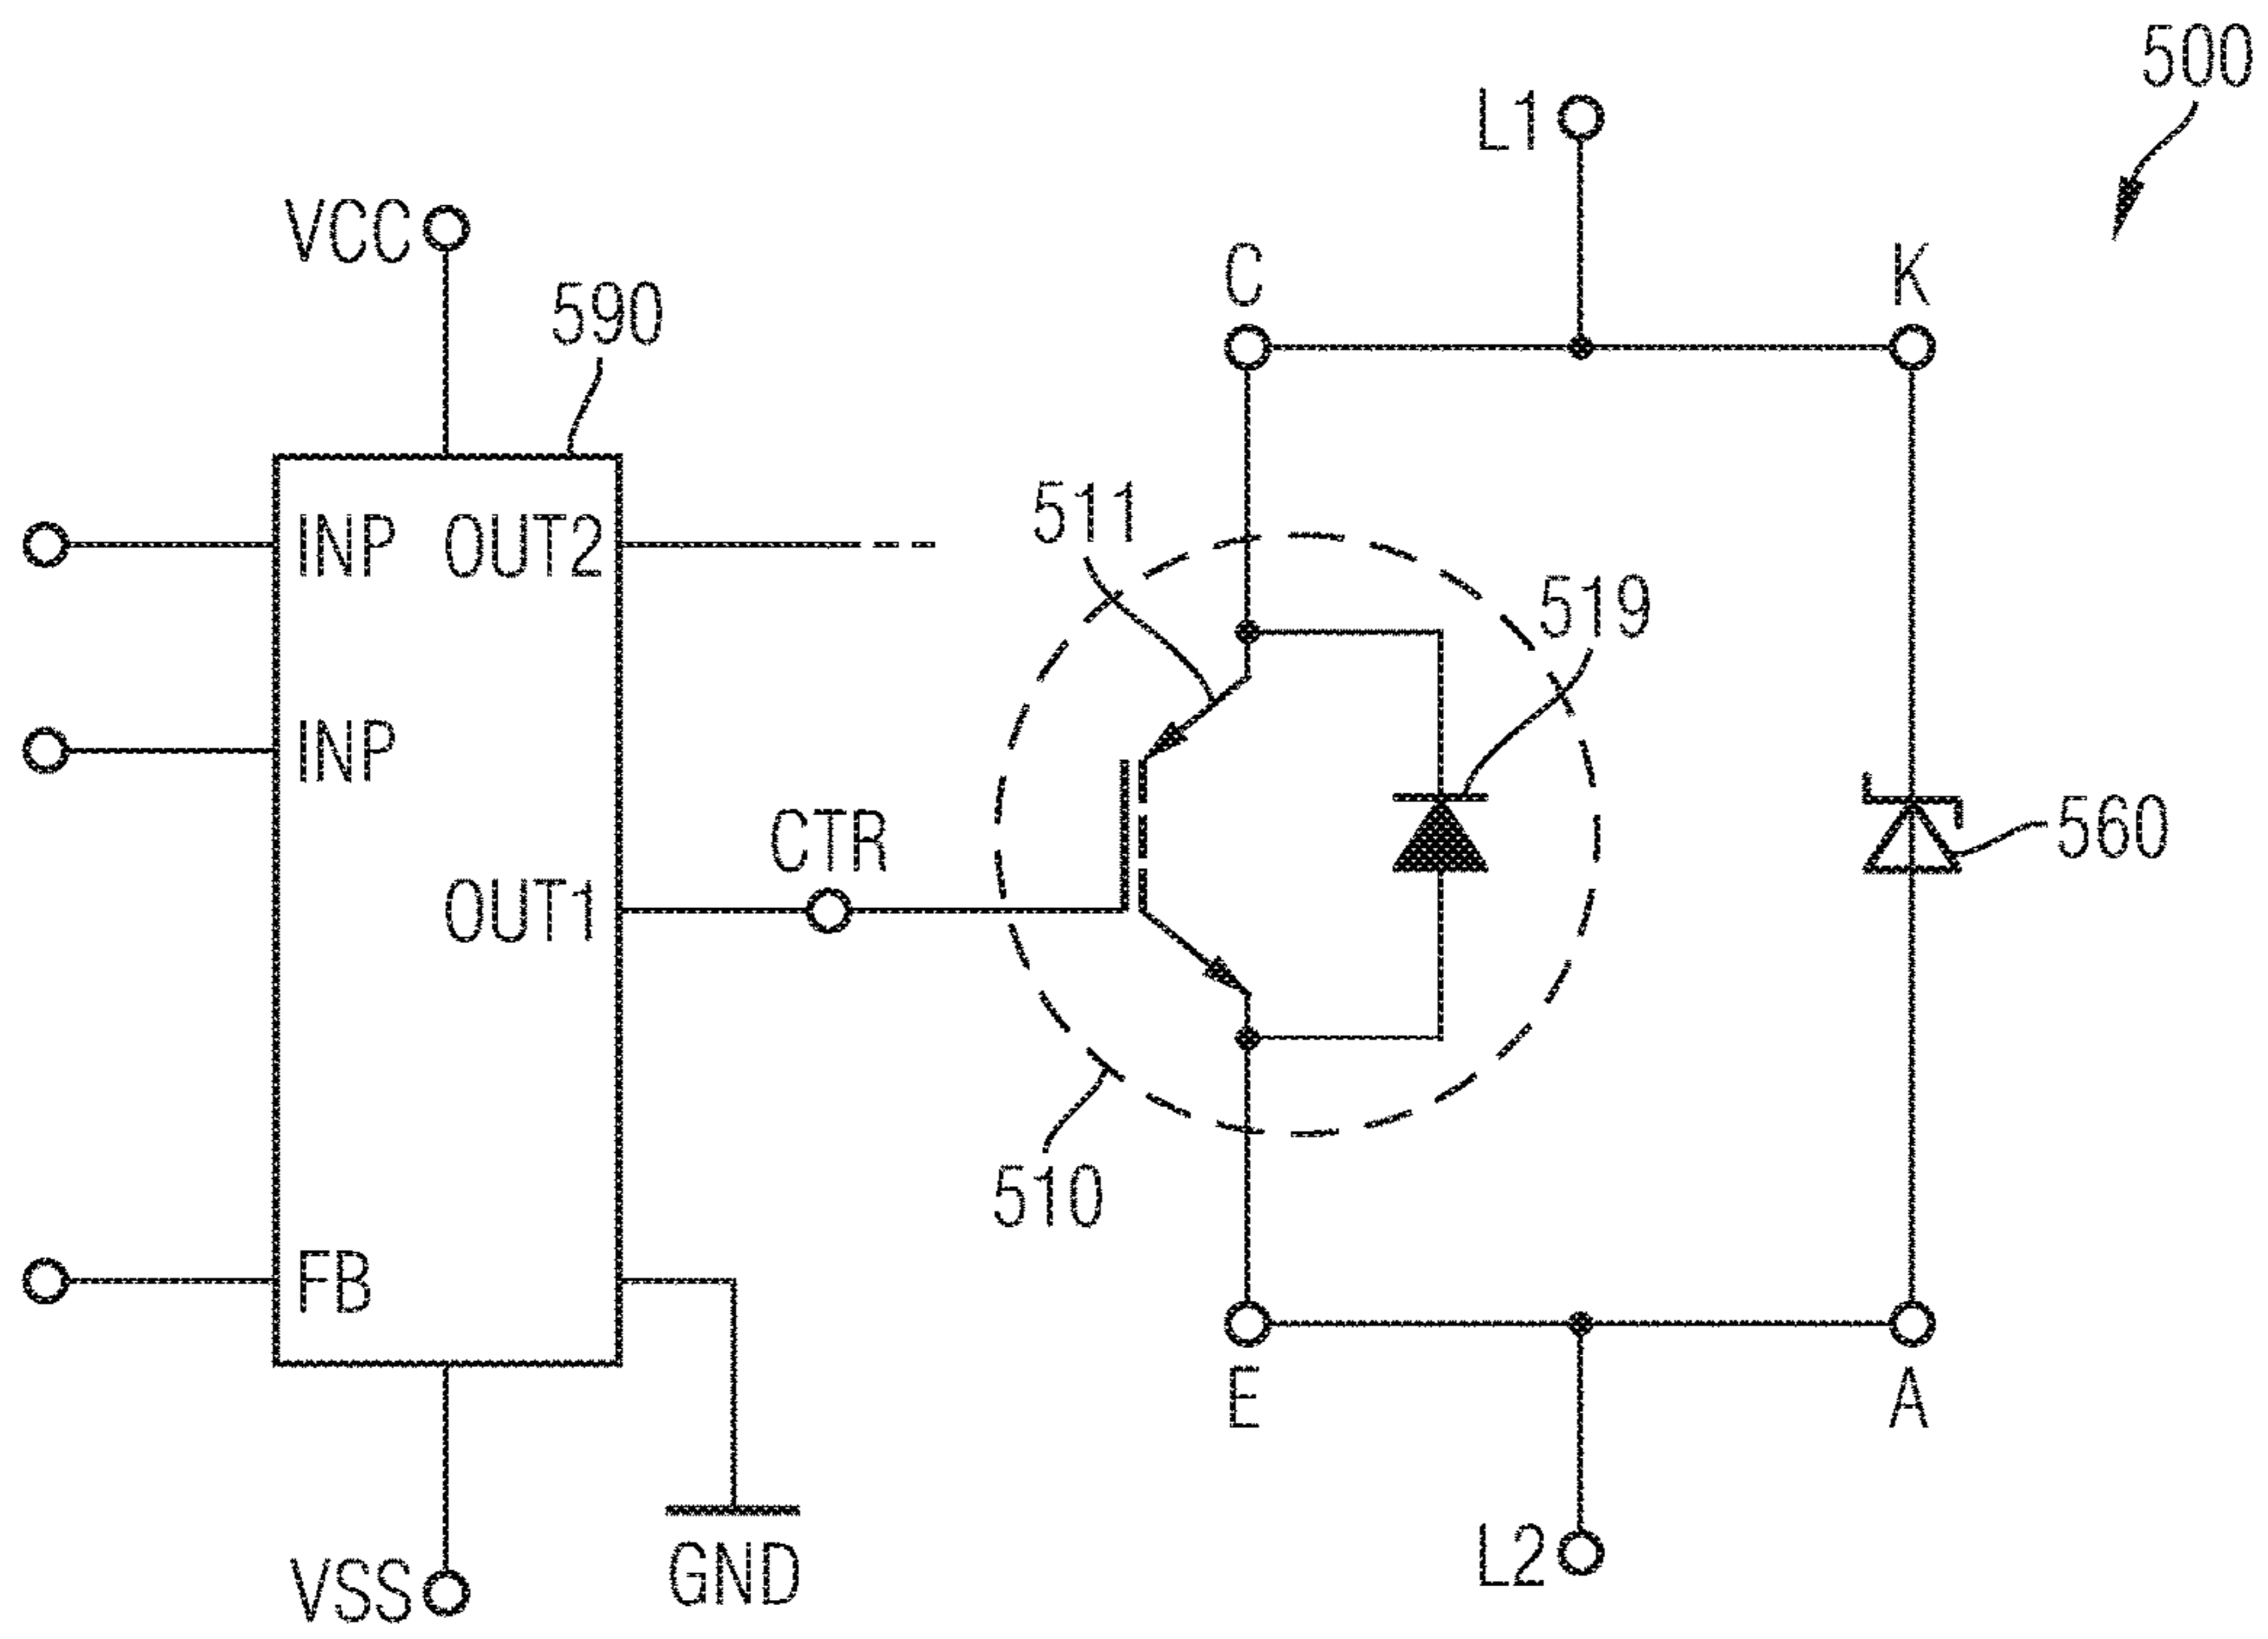 500
L1
VCC
C
K
590
511
INP
OUT2
519
INP
CTR
560
OUT1
510
FB
E
A
L2
GND
VSS